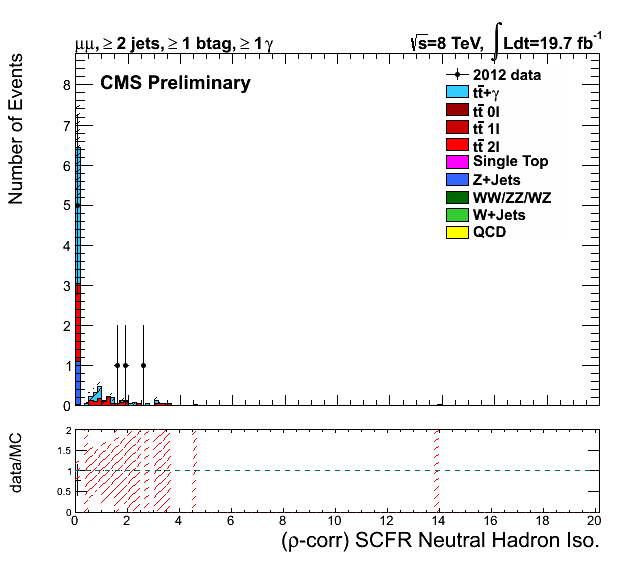 μμ, ≥ 2 jets, ≥ 1 btag, ≥ 1 γ
√s=8 TeV, ∫ Ldt=19.7 fb⁻¹
CMS Preliminary
2012 data
tt̄+γ
tt̄ 0l
tt̄ 1l
tt̄ 2l
Single Top
Z+Jets
WW/ZZ/WZ
W+Jets
QCD
Number of Events
8
7
6
5
4
3
2
1
0
data/MC
2
1.5
1
0.5
0
0 2 4 6 8 10 12 14 16 18 20
(ρ-corr) SCFR Neutral Hadron Iso.